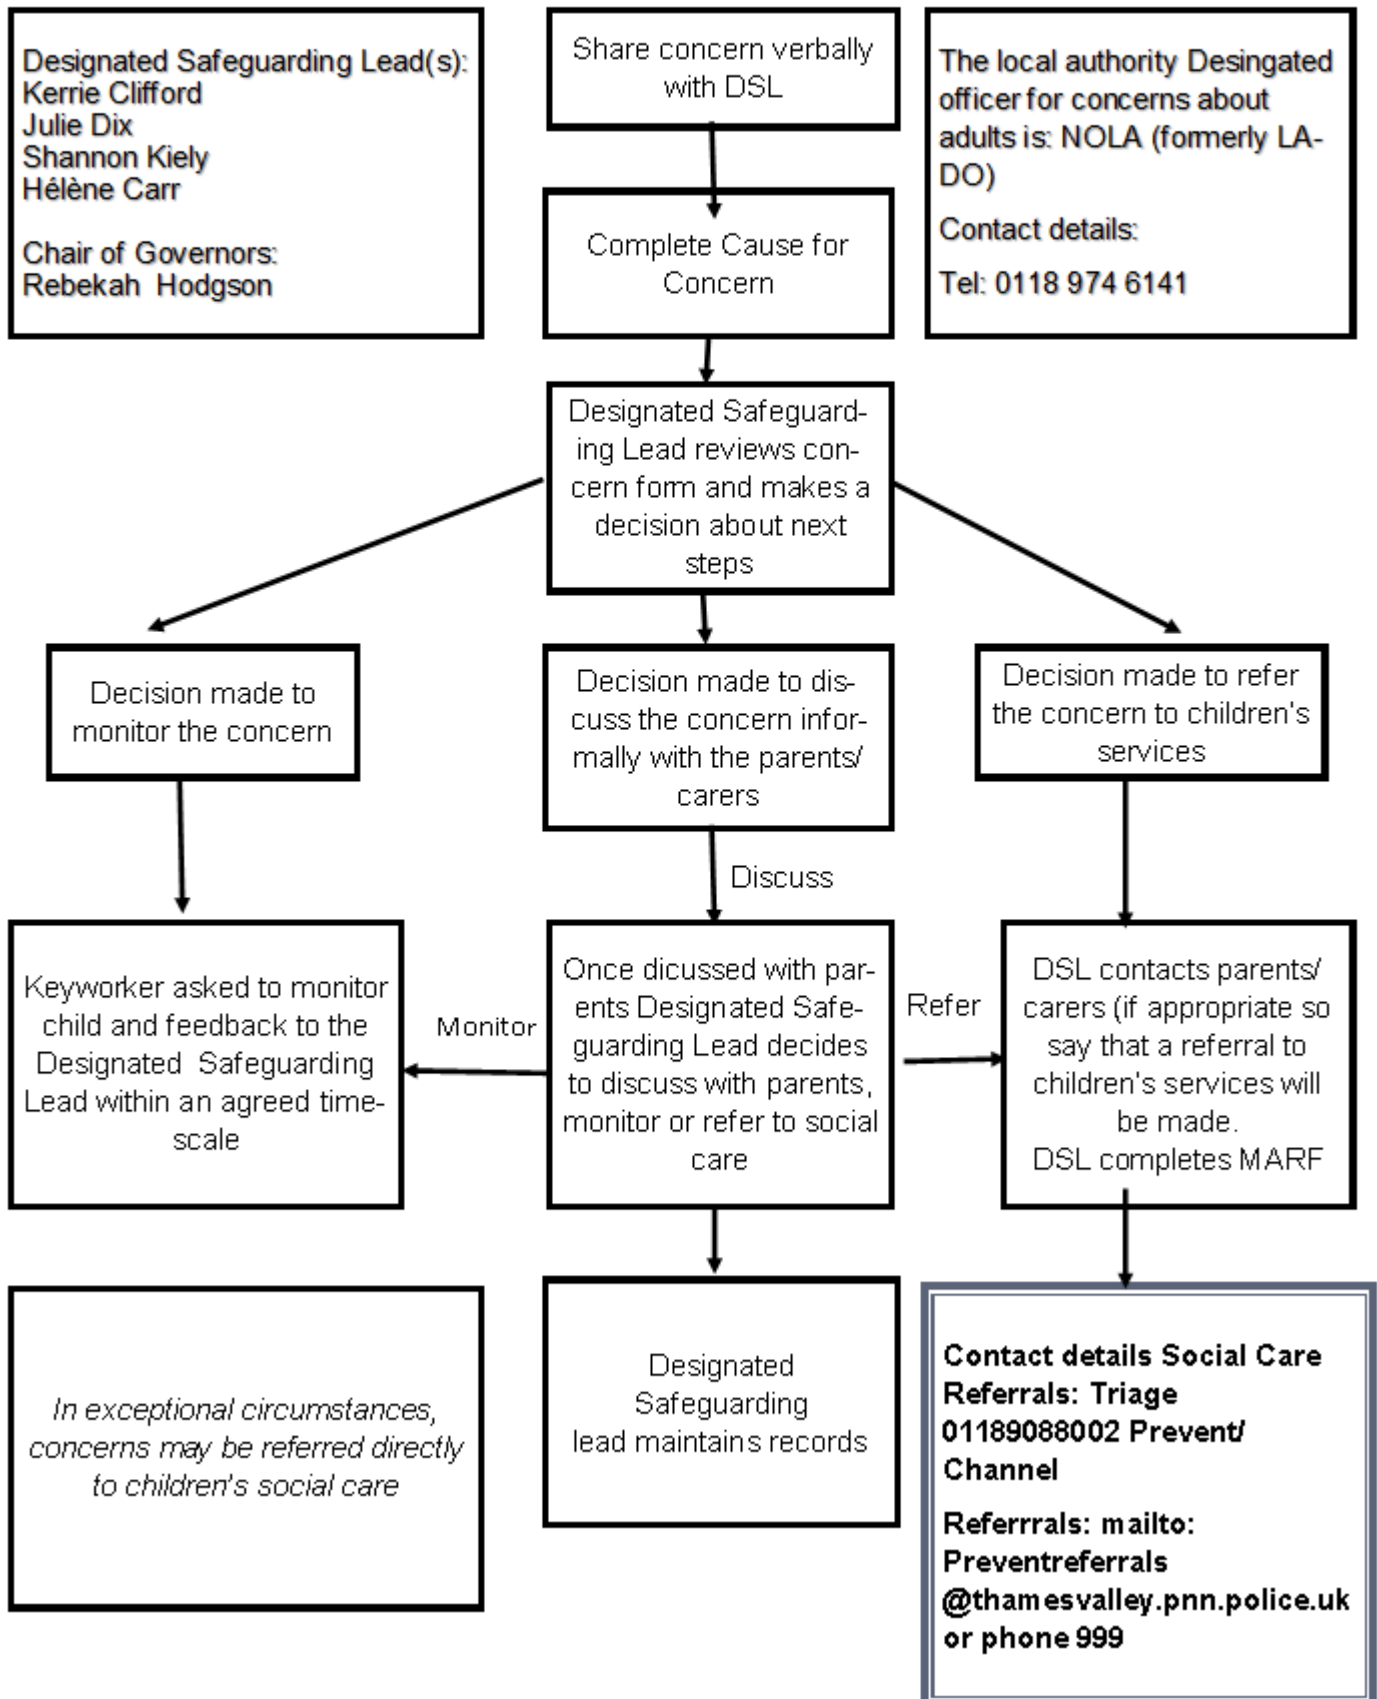 Designated Safeguarding Lead(s):
Kerrie Clifford
Julie Dix
Shannon Kiely
Hélène Carr
Chair of Governors:
Rebekah Hodgson
Share concern verbally
with DSL
The local authority Desingated
officer for concerns about
adults is: NOLA (formerly LA-
DO)
Contact details:
Tel: 0118 974 6141
Complete Cause for
Concern
Designated Safeguard-
ing Lead reviews con-
cern form and makes a
decision about next
steps
Decision made to
monitor the concern
Decision made to dis-
cuss the concern infor-
mally with the parents/
carers
Decision made to refer
the concern to children's
services
Discuss
Keyworker asked to monitor
child and feedback to the
Designated Safeguarding
Lead within an agreed time-
scale
Monitor
Once dicussed with par-
ents Designated Safe-
guarding Lead decides
to discuss with parents,
monitor or refer to social
care
Refer
DSL contacts parents/
carers (if appropriate so
say that a referral to
children's services will
be made.
DSL completes MARF
In exceptional circumstances,
concerns may be referred directly
to children's social care
Designated
Safeguarding
lead maintains records
Contact details Social Care
Referrals: Triage
01189088002 Prevent/
Channel
Referrrals: mailto:
Preventreferrals
@thamesvalley.pnn.police.uk
or phone 999